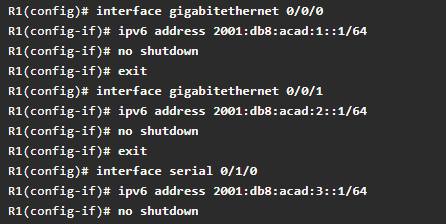 R1(config)# interface gigabitethernet 0/0/0
R1(config-if)# ipv6 address 2001:db8:acad:1::1/64
R1(config-if)# no shutdown
R1(config-if)# exit
R1(config)# interface gigabitethernet 0/0/1
R1(config-if)# ipv6 address 2001:db8:acad:2::1/64
R1(config-if)# no shutdown
R1(config-if)# exit
R1(config)# interface serial 0/1/0
R1(config-if)# ipv6 address 2001:db8:acad:3::1/64
R1(config-if)# no shutdown